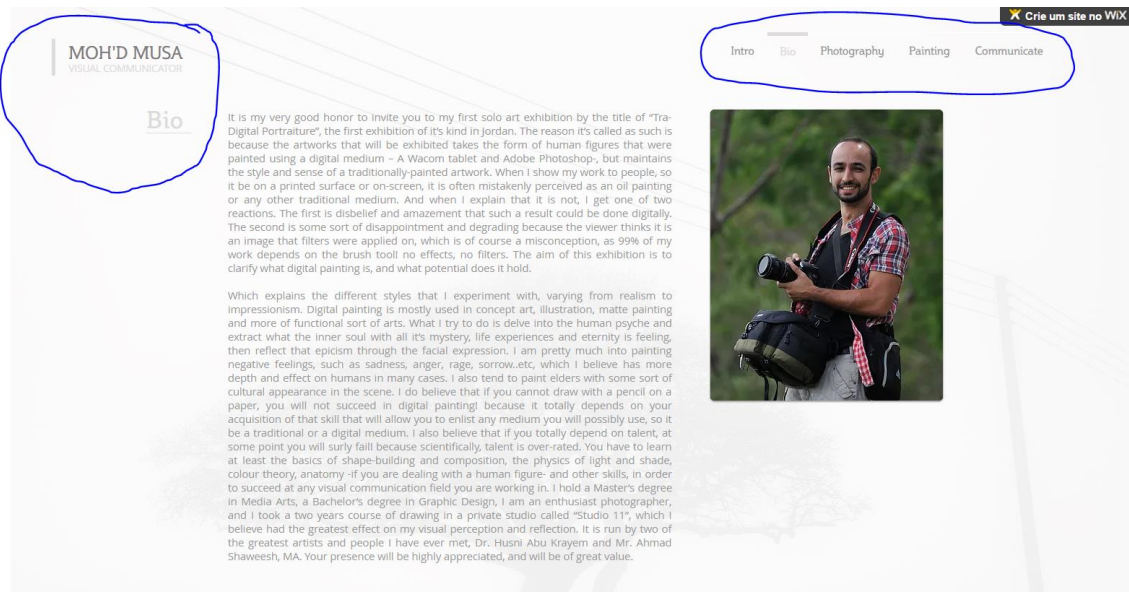 Crie um site no WiX
MOH'D MUSA
VISUAL COMMUNICATOR
Intro Bio Photography Painting Communicate
Bio
It is my very good honor to invite you to my first solo art exhibition by the title of “Tra-
Digital Portraiture”, the first exhibition of it’s kind in Jordan. The reason it’s called as such is
because the artworks that will be exhibited takes the form of human figures that were
painted using a digital medium – A Wacom tablet and Adobe Photoshop-, but maintains
the style and sense of a traditionally-painted artwork. When I show my work to people, so
it be on a printed surface or on-screen, it is often mistakenly perceived as an oil painting
or any other traditional medium. And when I explain that it is not, I get one of two
reactions. The first is disbelief and amazement that such a result could be done digitally.
The second is some sort of disappointment and degrading because the viewer thinks it is
an image that filters were applied on, which is of course a misconception, as 99% of my
work depends on the brush tool! no effects, no filters. The aim of this exhibition is to
clarify what digital painting is, and what potential does it hold.
Which explains the different styles that I experiment with, varying from realism to
impressionism. Digital painting is mostly used in concept art, illustration, matte painting
and more of functional sort of arts. What I try to do is delve into the human psyche and
extract what the inner soul with all it’s mystery, life experiences and eternity is feeling,
then reflect that epicism through the facial expression. I am pretty much into painting
negative feelings, such as sadness, anger, rage, sorrow..etc, which I believe has more
depth and effect on humans in many cases. I also tend to paint elders with some sort of
cultural appearance in the scene. I do believe that if you cannot draw with a pencil on a
paper, you will not succeed in digital painting! because it totally depends on your
acquisition of that skill that will allow you to enlist any medium you will possibly use, so it
be a traditional or a digital medium. I also believe that if you totally depend on talent, at
some point you will surly fail! because scientifically, talent is over-rated. You have to learn
at least the basics of shape-building and composition, the physics of light and shade,
colour theory, anatomy -if you are dealing with a human figure- and other skills, in order
to succeed at any visual communication field you are working in. I hold a Master’s degree
in Media Arts, a Bachelor’s degree in Graphic Design, I am an enthusiast photographer,
and I took a two years course of drawing in a private studio called “Studio 11”, which I
believe had the greatest effect on my visual perception and reflection. It is run by two of
the greatest artists and people I have ever met, Dr. Husni Abu Krayem and Mr. Ahmad
Shaweesh, MA. Your presence will be highly appreciated, and will be of great value.